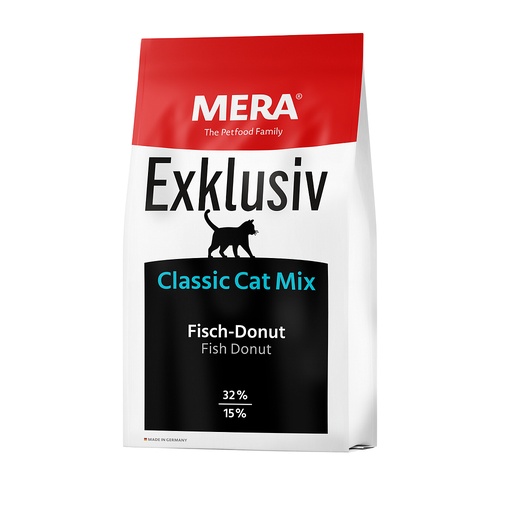 MERA®
The Petfood Family
Exklusiv
Classic Cat Mix
Fisch-Donut
Fish Donut
32%
15%
MADE IN GERMANY